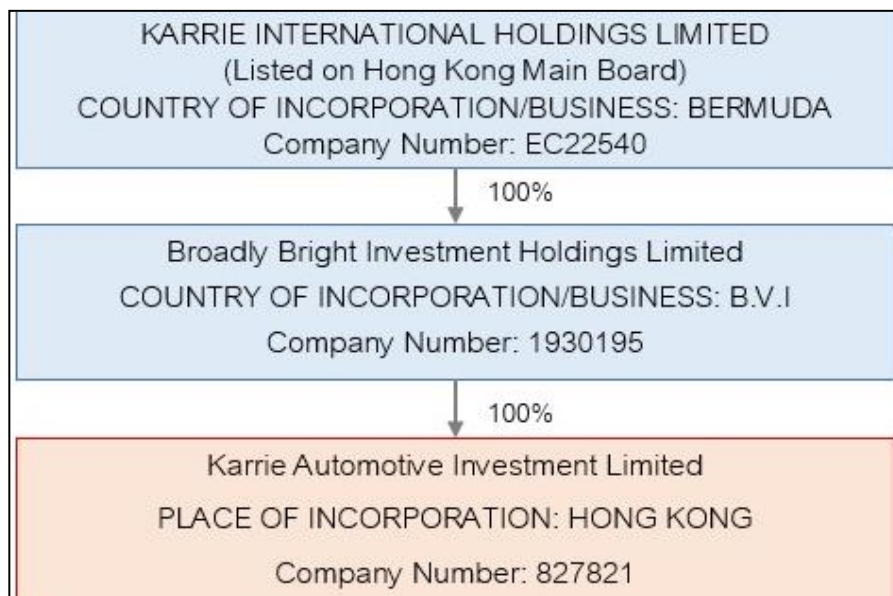 KARRIE INTERNATIONAL HOLDINGS LIMITED
(Listed on Hong Kong Main Board)
COUNTRY OF INCORPORATION/BUSINESS: BERMUDA
Company Number: EC22540
100%
Broadly Bright Investment Holdings Limited
COUNTRY OF INCORPORATION/BUSINESS: B.V.I
Company Number: 1930195
100%
Karrie Automotive Investment Limited
PLACE OF INCORPORATION: HONG KONG
Company Number: 827821